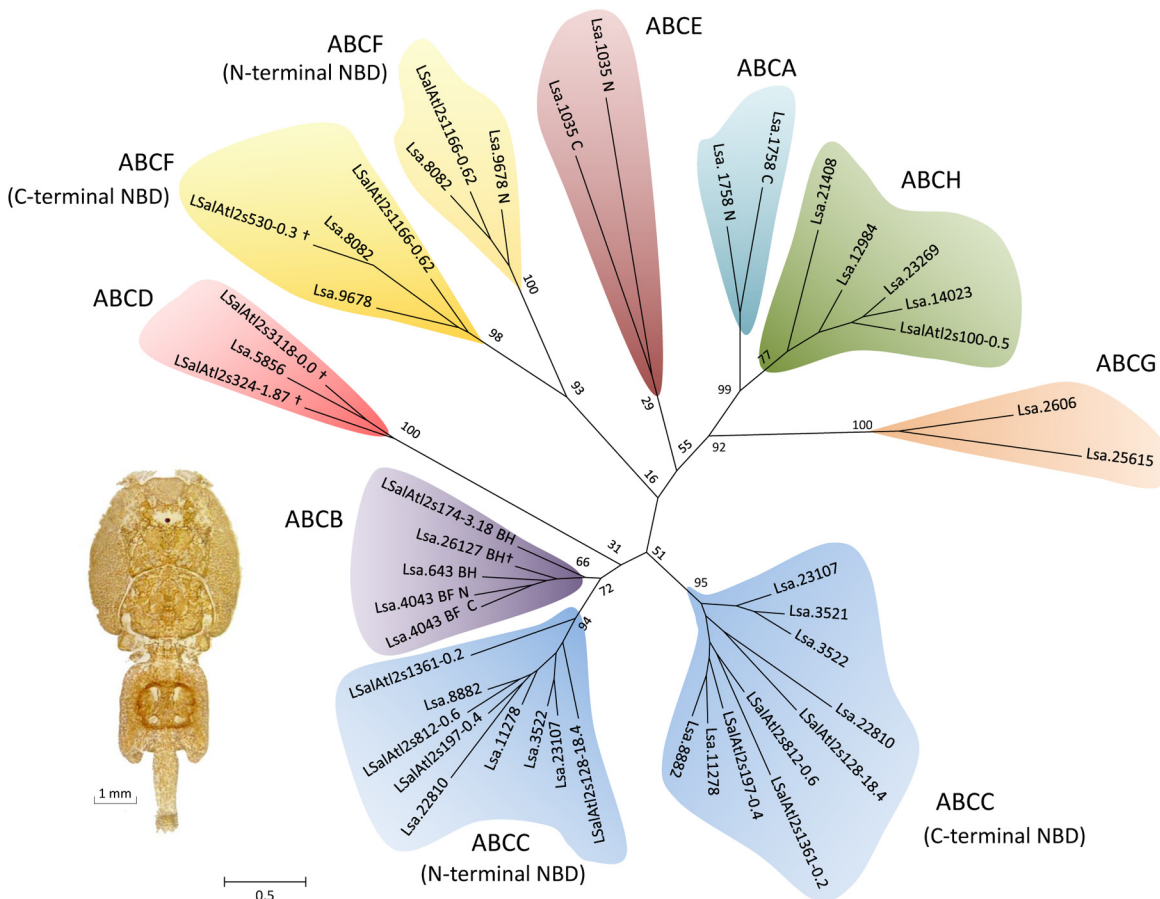 ABCF
(N-terminal NBD)
LSalAtl2s1166-0.62
Lsa.8082
Lsa.9678 N
100
ABCE
Lsa.1035 N
Lsa.1035 C
29
ABCA
Lsa.1758 C
Lsa. 1758 N
ABCH
Lsa.21408
Lsa.12984
Lsa.23269
Lsa.14023
LsalAtl2s100-0.5
77
99
ABCF
(C-terminal NBD)
LSalAtl2s1166-0.62
LSalAtl2s530-0.3 †
Lsa.8082
Lsa.9678
98
93
ABCD
LSalAtl2s3118-0.0 †
Lsa.5856
LSalAtl2s324-1.87 †
100
ABCG
Lsa.2606
Lsa.25615
100
92
55
16
51
31
ABCB
LSalAtl2s174-3.18 BH
Lsa.26127 BH†
Lsa.643 BH
Lsa.4043 BF N
Lsa.4043 BF C
66
72
94
LSalAtl2s1361-0.2
Lsa.8882
LSalAtl2s812-0.6
LSalAtl2s197-0.4
Lsa.22810
Lsa.11278
Lsa.3522
Lsa.23107
LSalAtl2s128-18.4
ABCC
(N-terminal NBD)
95
Lsa.23107
Lsa.3521
Lsa.3522
Lsa.22810
LSalAtl2s128-18.4
LSalAtl2s812-0.6
LSalAtl2s1361-0.2
LSalAtl2s197-0.4
Lsa.11278
Lsa.8882
ABCC
(C-terminal NBD)
1 mm
0.5